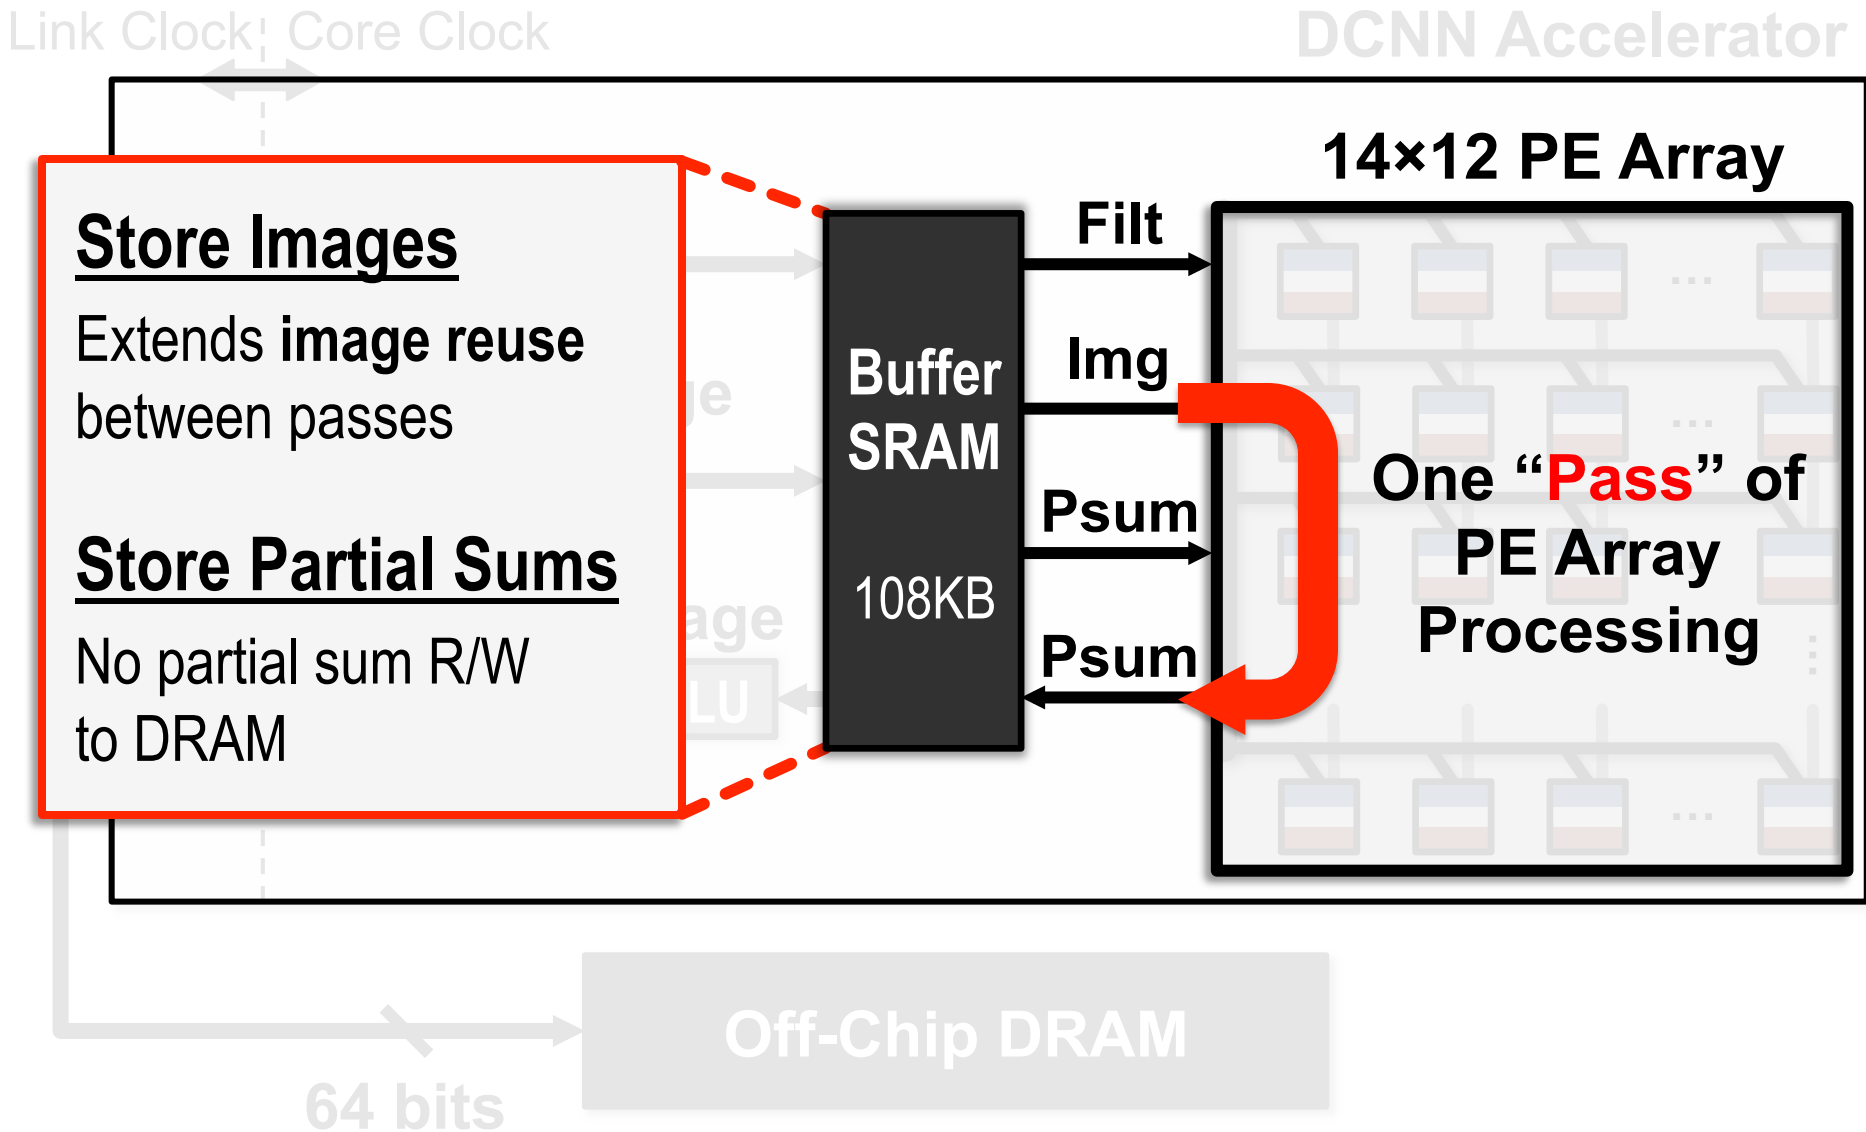 Link Clock Core Clock
DCNN Accelerator
14×12 PE Array
Store Images
Extends image reuse
between passes
Store Partial Sums
No partial sum R/W
to DRAM
Buffer
SRAM
108KB
Filt
Img
Psum
Psum
One “Pass” of
PE Array
Processing
...
...
...
Off-Chip DRAM
64 bits